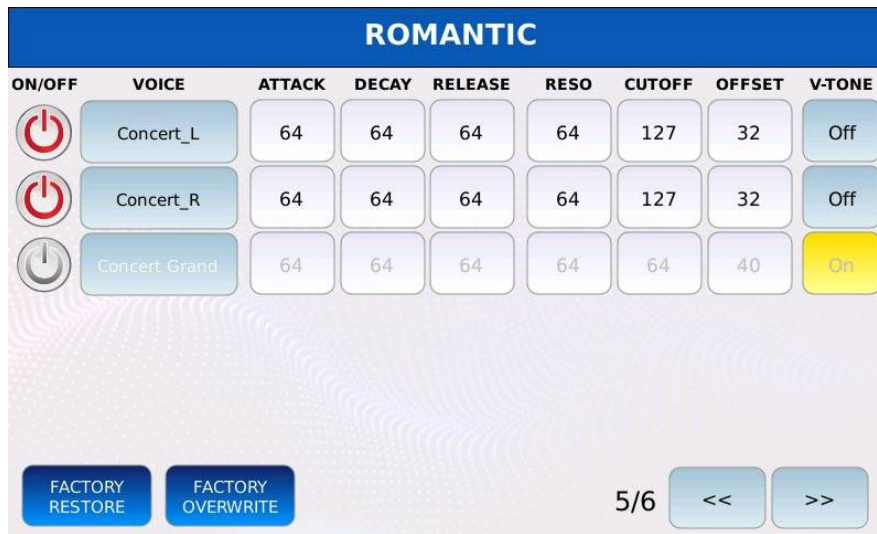 ROMANTIC
ON/OFF VOICE ATTACK DECAY RELEASE RESO CUTOFF OFFSET V-TONE
Concert_L 64 64 64 64 127 32 Off
Concert_R 64 64 64 64 127 32 Off
Concert Grand 64 64 64 64 64 40 On
FACTORY RESTORE FACTORY OVERWRITE 5/6 << >>